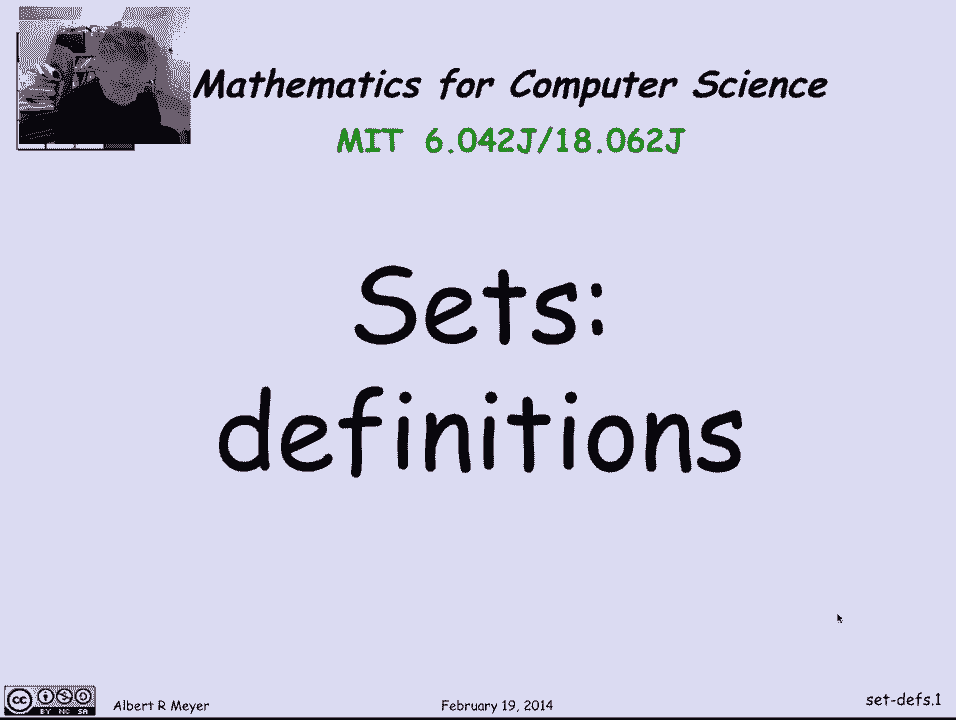 Mathematics for Computer Science
MIT 6.042J/18.062J
Sets:
definitions
cc
BY NC SA
Albert R Meyer
February 19, 2014
set-defs.1